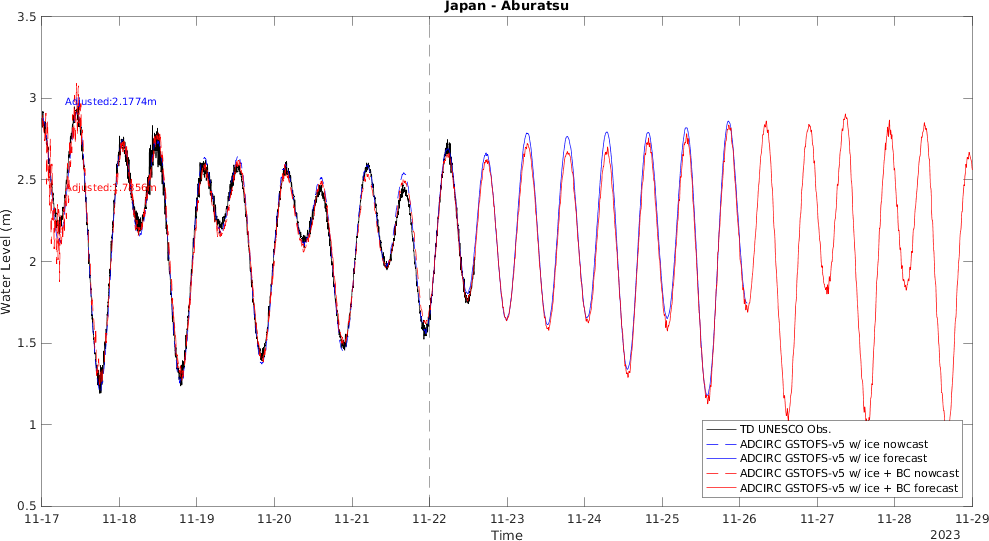 Japan - Aburatsu
3.5
3
2.5
2
1.5
1
0.5
Water Level (m)
Adjusted:2.1774m
TD UNESCO Obs.
ADCIRC GSTOFS-v5 w/ ice nowcast
ADCIRC GSTOFS-v5 w/ ice forecast
ADCIRC GSTOFS-v5 w/ ice + BC nowcast
ADCIRC GSTOFS-v5 w/ ice + BC forecast
11-17 11-18 11-19 11-20 11-21 11-22 11-23 11-24 11-25 11-26 11-27 11-28 11-29
Time
2023